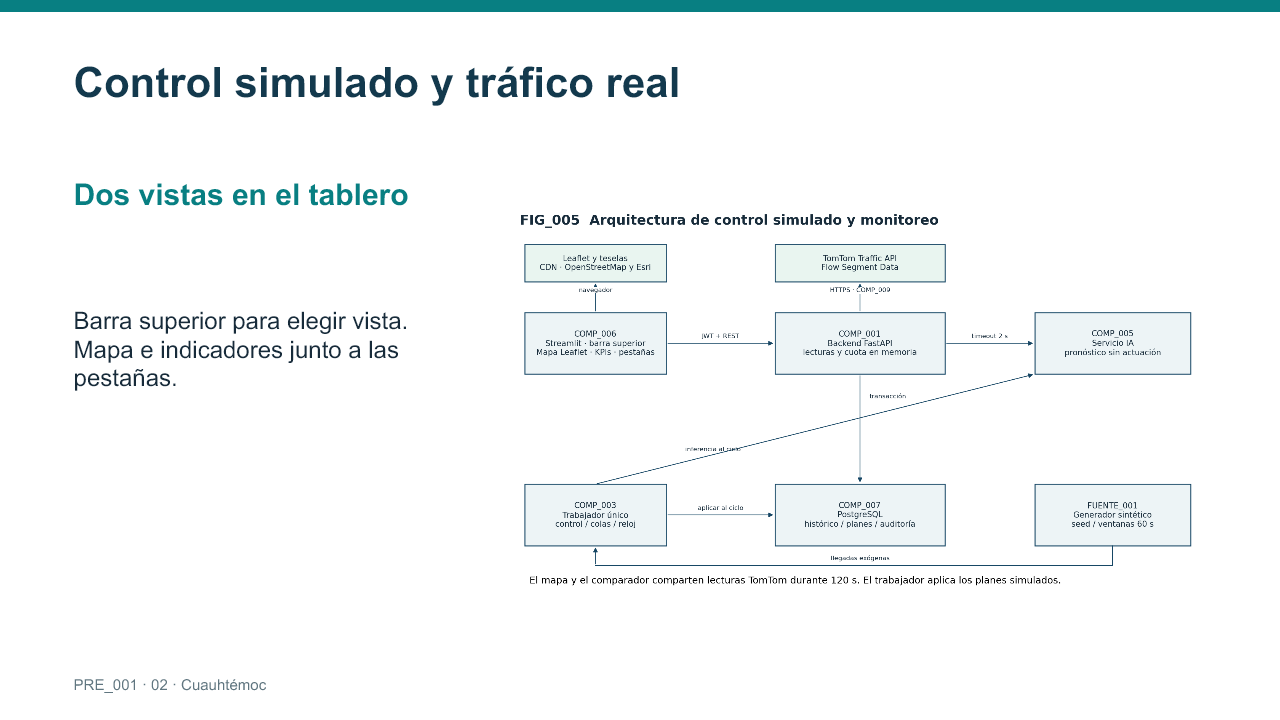 Control simulado y tráfico real
Dos vistas en el tablero
Barra superior para elegir vista.
Mapa e indicadores junto a las
pestañas.
FIG_005 Arquitectura de control simulado y monitoreo
Leaflet y teselas
CDN · OpenStreetMap y Esri
TomTom Traffic API
Flow Segment Data
navegador
HTTPS · COMP_009
COMP_006
Streamlit · barra superior
Mapa Leaflet · KPIs · pestañas
JWT + REST
COMP_001
Backend FastAPI
lecturas y cuota en memoria
timeout 2 s
COMP_005
Servicio IA
pronóstico sin actuación
transacción
inferencia al ciclo
COMP_003
Trabajador único
control / colas / reloj
aplicar al ciclo
COMP_007
PostgreSQL
histórico / planes / auditoría
FUENTE_001
Generador sintético
seed / ventanas 60 s
llegadas exógenas
El mapa y el comparador comparten lecturas TomTom durante 120 s. El trabajador aplica los planes simulados.
PRE_001 · 02 · Cuauhtémoc